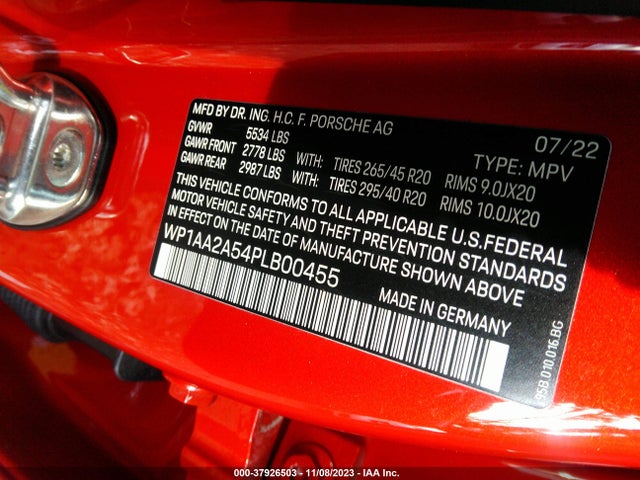 MFD BY DR. ING. H.C. F. PORSCHE AG 07/22
GVWR 5534 LBS TYPE: MPV
GAWR FRONT 2778 LBS WITH: TIRES 265/45 R20 RIMS 9.0JX20
GAWR REAR 2987 LBS WITH: TIRES 295/40 R20 RIMS 10.0JX20
THIS VEHICLE CONFORMS TO ALL APPLICABLE U.S. FEDERAL
MOTOR VEHICLE SAFETY AND THEFT PREVENTION STANDARDS
IN EFFECT ON THE DATE OF MANUFACTURE SHOWN ABOVE
WP1AA2A54PLB00455
MADE IN GERMANY
95B.010.016.BG
000-37926503 - 11/08/2023 - IAA Inc.